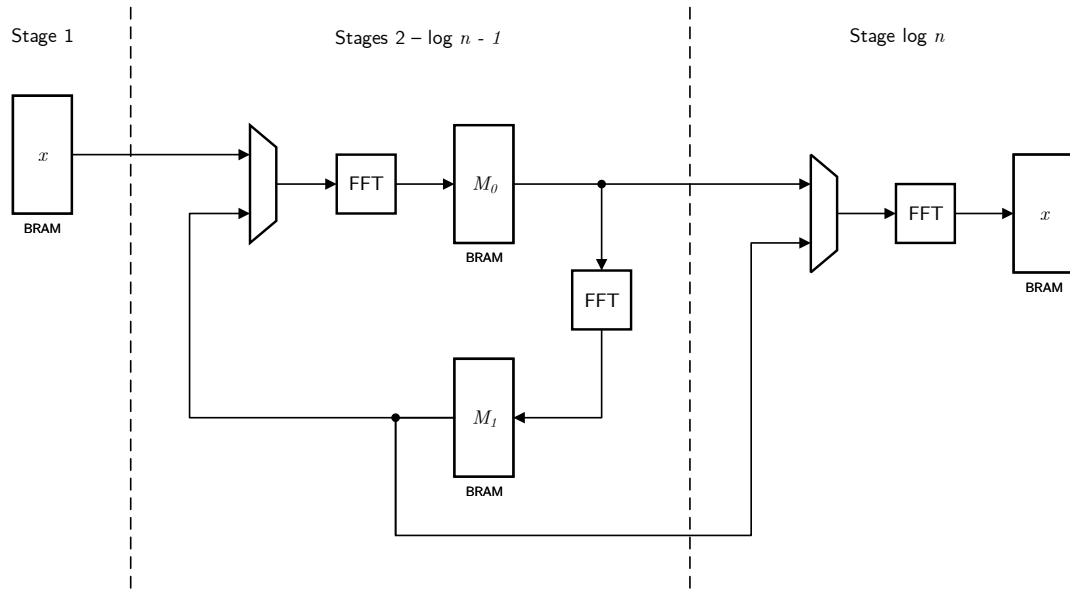 Stage 1
Stages 2 – log n - 1
Stage log n
x
BRAM
FFT
M₀
BRAM
FFT
M₁
BRAM
FFT
x
BRAM